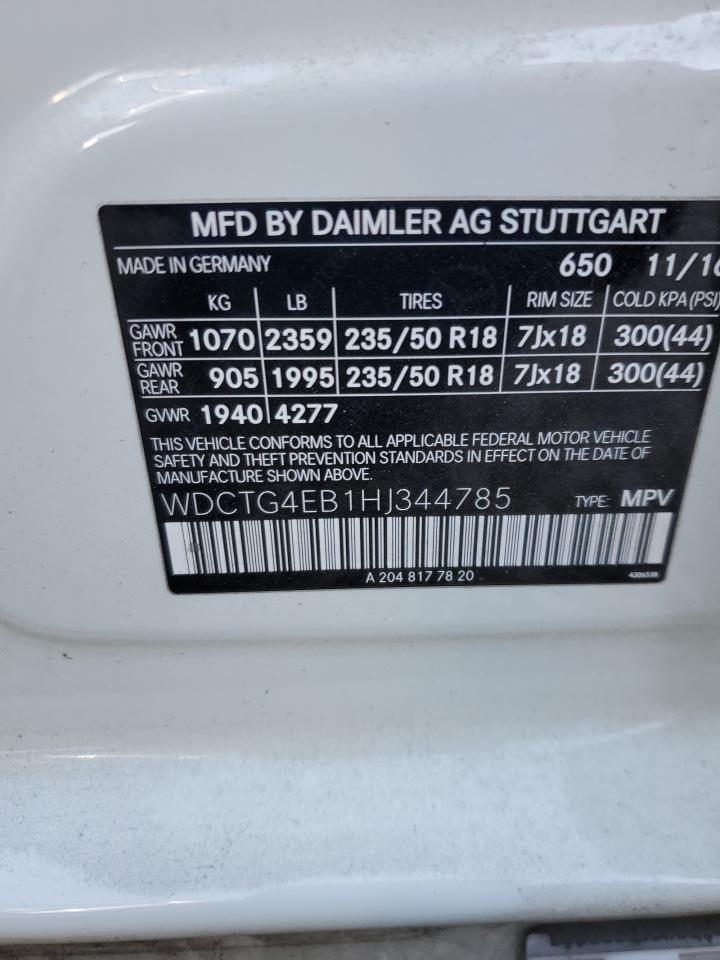 MFD BY DAIMLER AG STUTTGART
MADE IN GERMANY 650 11/16
KG LB TIRES RIM SIZE COLD KPA (PSI)
GAWR FRONT 1070 2359 235/50 R18 7Jx18 300(44)
GAWR REAR 905 1995 235/50 R18 7Jx18 300(44)
GVWR 1940 4277
THIS VEHICLE CONFORMS TO ALL APPLICABLE FEDERAL MOTOR VEHICLE
SAFETY AND THEFT PREVENTION STANDARDS IN EFFECT ON THE DATE OF
MANUFACTURE SHOWN ABOVE.
WDCTG4EB1HJ344785 TYPE: MPV
A 204 817 78 20